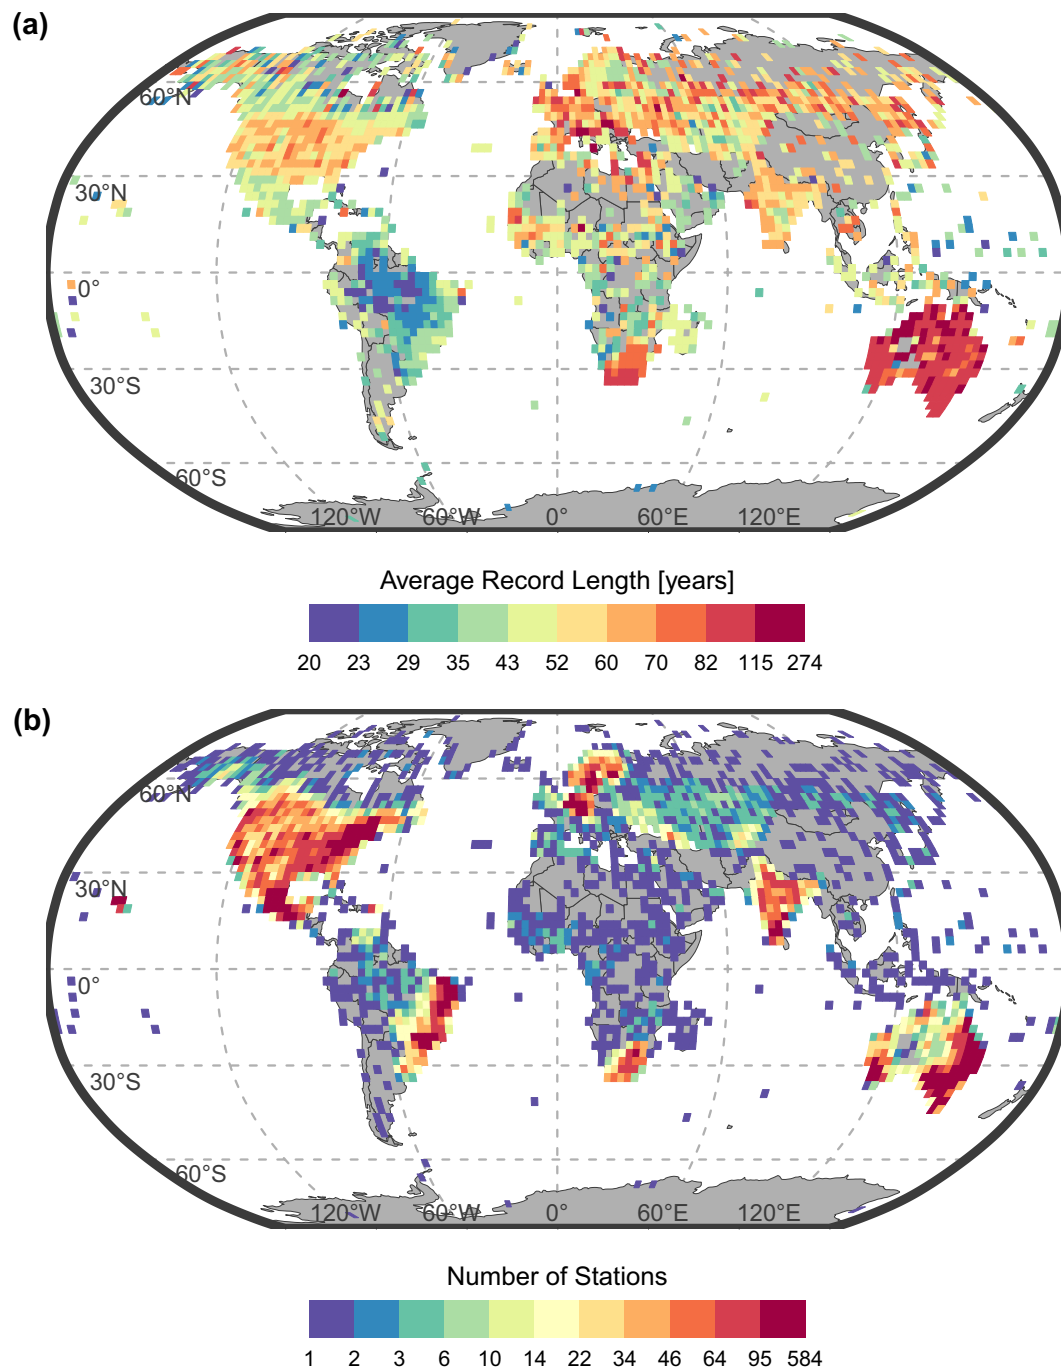 (a)
60°N
30°N
0°
30°S
60°S
120°W 60°W 0° 60°E 120°E
Average Record Length [years]
20 23 29 35 43 52 60 70 82 115 274
(b)
60°N
30°N
0°
30°S
60°S
120°W 60°W 0° 60°E 120°E
Number of Stations
1 2 3 6 10 14 22 34 46 64 95 584